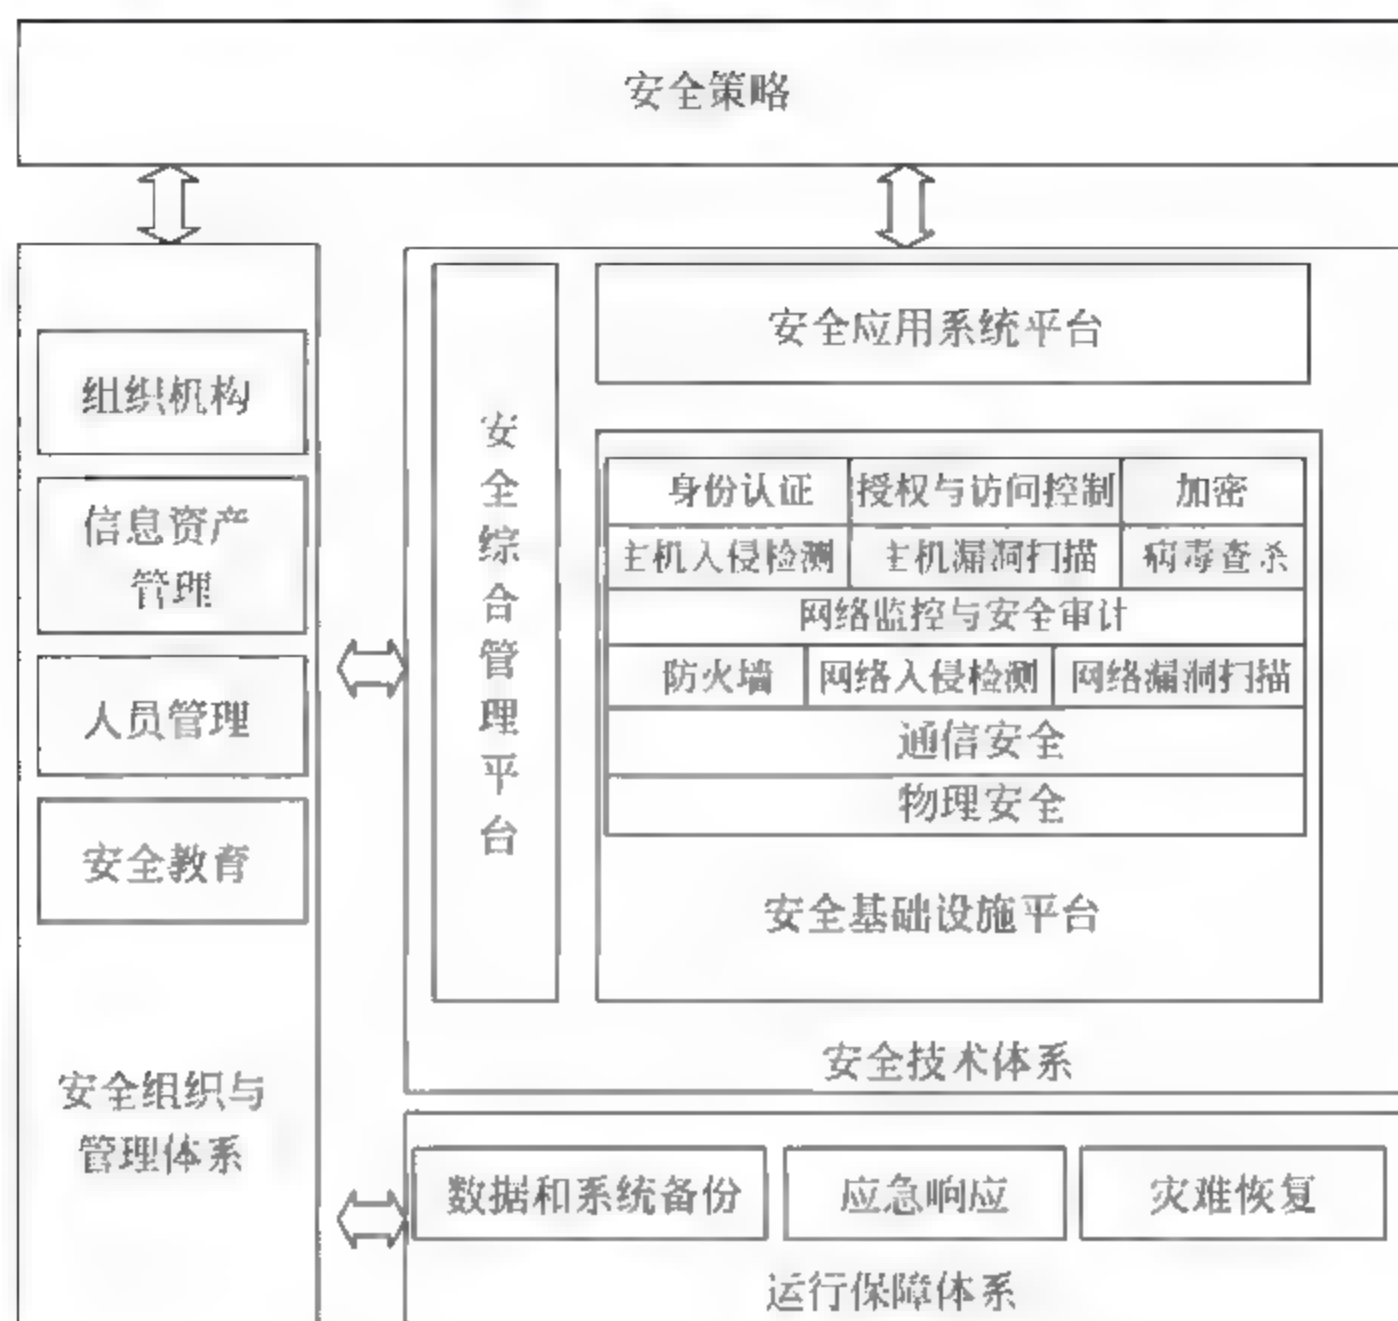 安全策略
组织机构
信息资产
管理
人员管理
安全教育
安全组织与
管理体系
安全综合管理平台
安全应用系统平台
身份认证 授权与访问控制 加密
主机入侵检测 主机漏洞扫描 病毒查杀
网络监控与安全审计
防火墙 网络入侵检测 网络漏洞扫描
通信安全
物理安全
安全基础设施平台
安全技术体系
数据和系统备份 应急响应 灾难恢复
运行保障体系